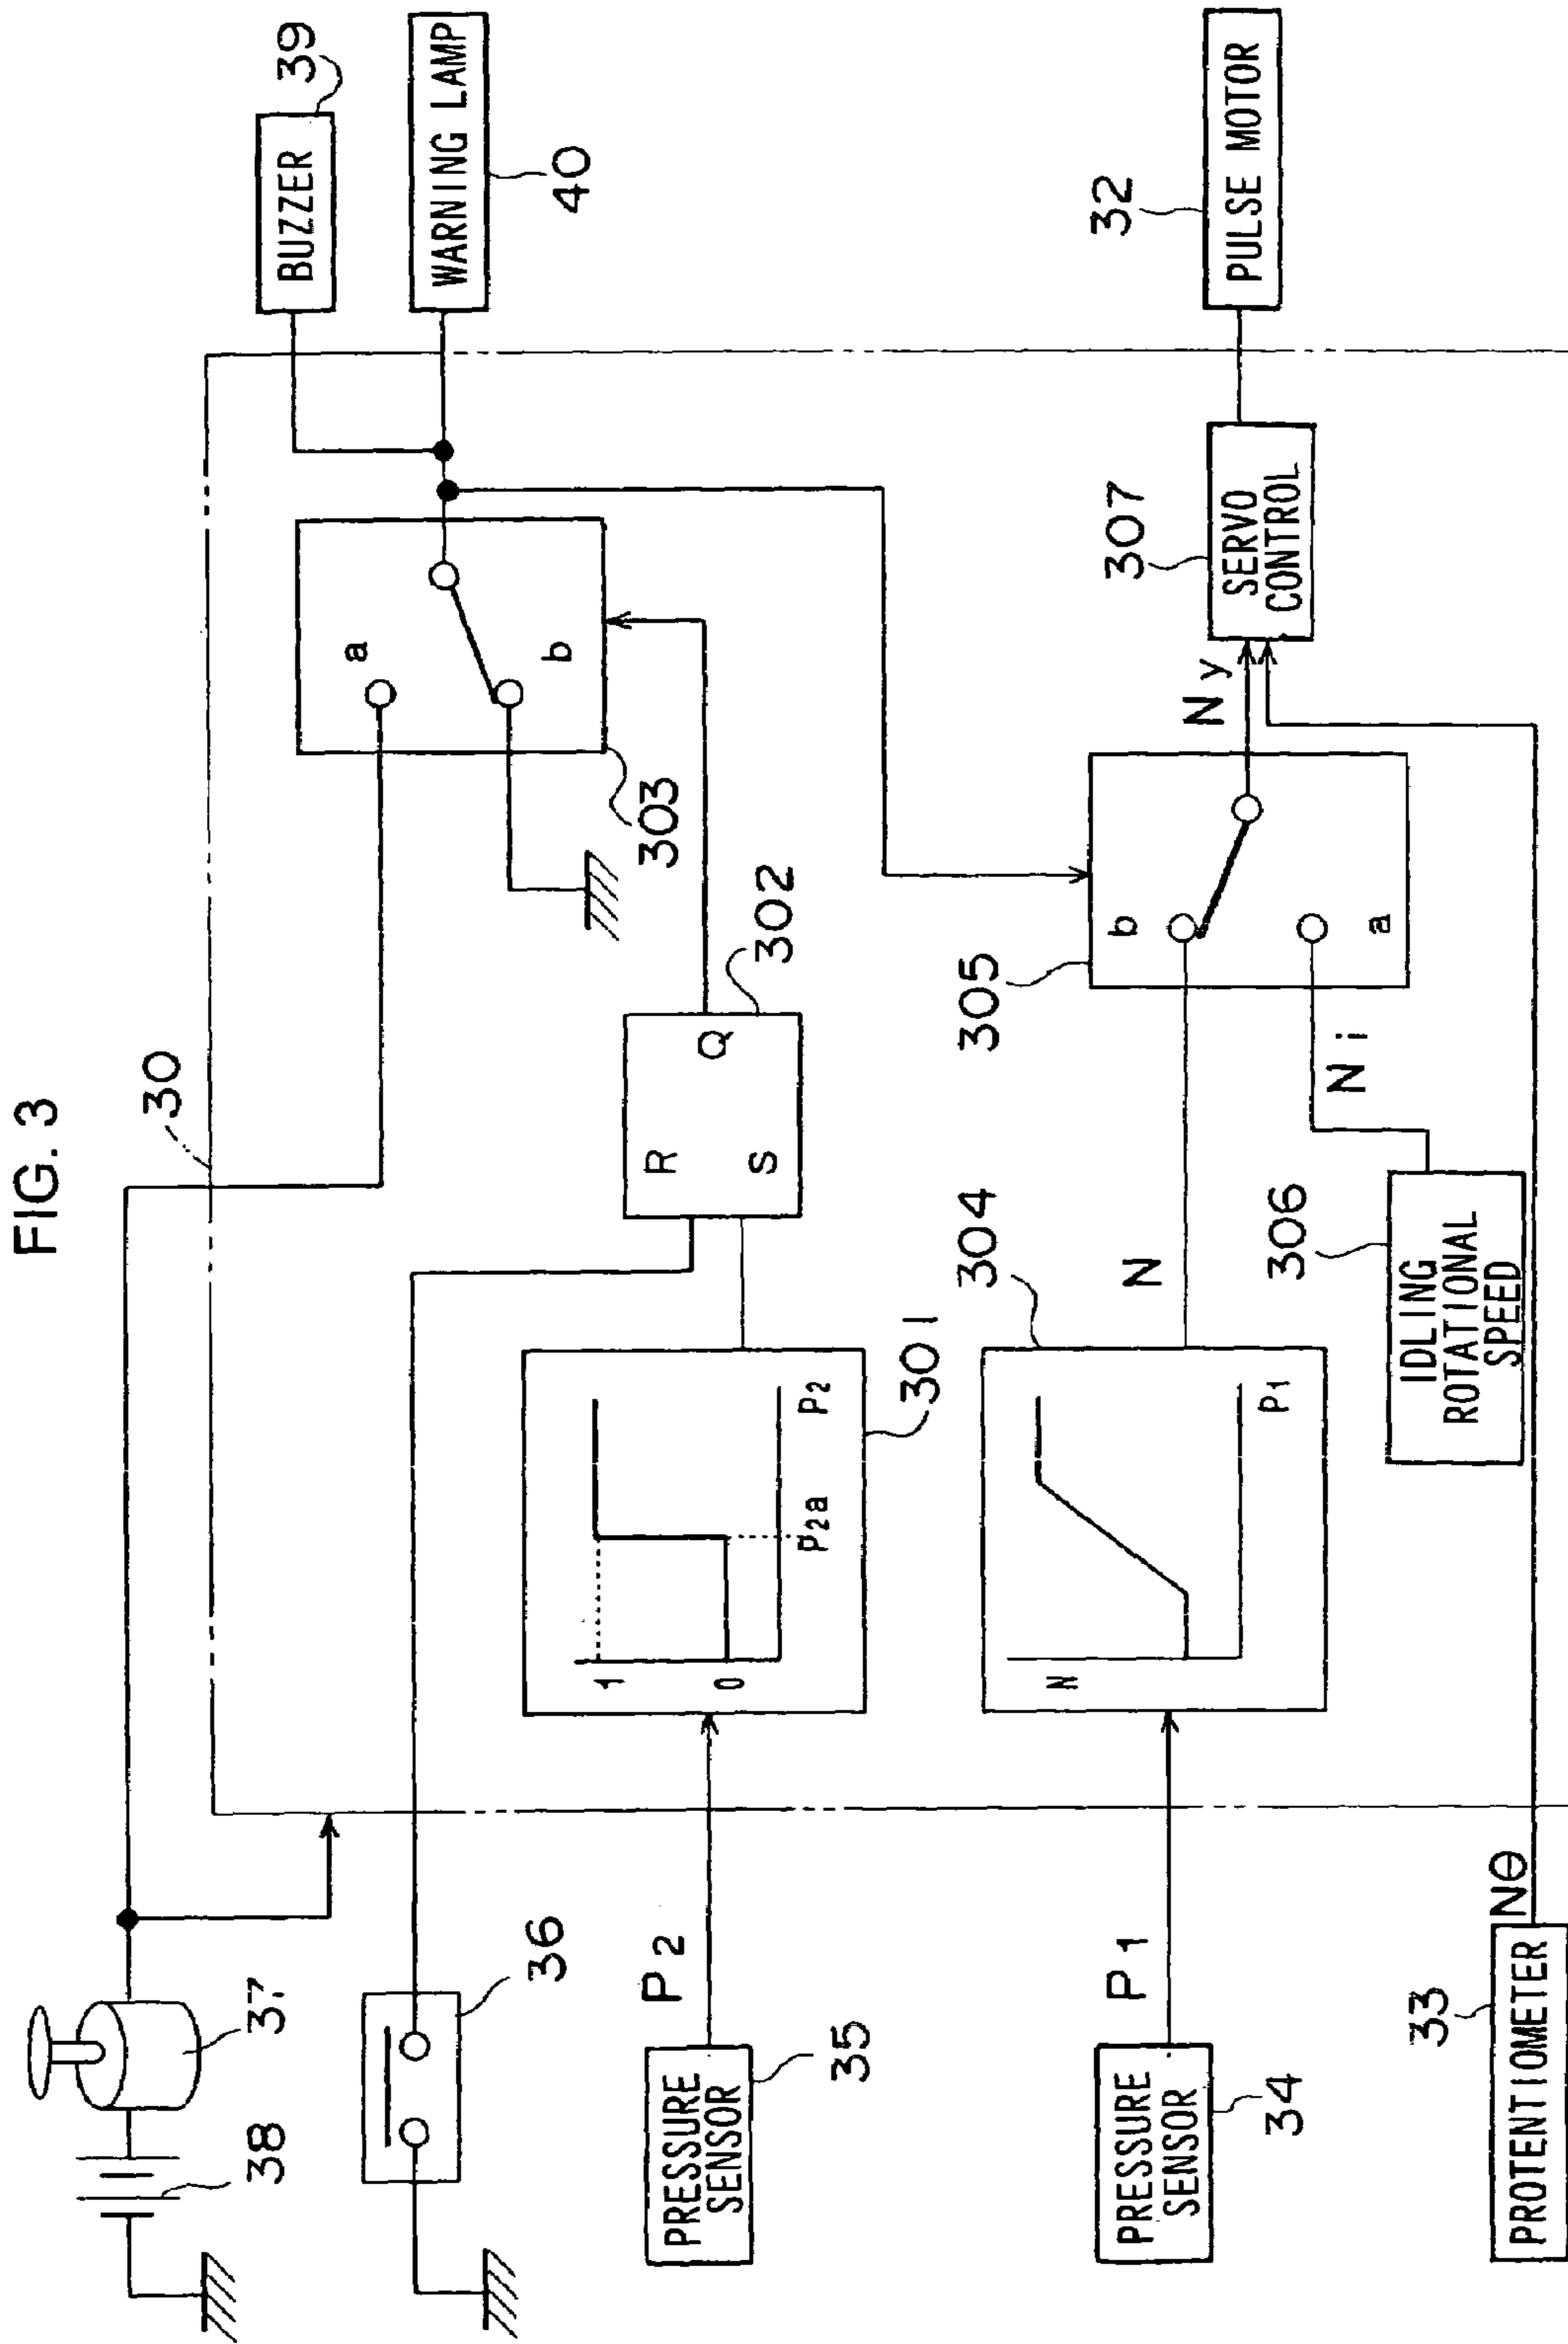 FIG. 3
30
39
BUZZER
WARNING LAMP
40
37
38
36
a
b
303
R
S
Q
302
P2
PRESSURE
SENSOR
35
1
0
P2a
P2
301
P1
PRESSURE
SENSOR
34
N
P1
304
N
305
b
a
Ni
306
IDLING
ROTATIONAL
SPEED
Ny
307
SERVO
CONTROL
32
PULSE MOTOR
33
PROTENTIOMETER
Nθ